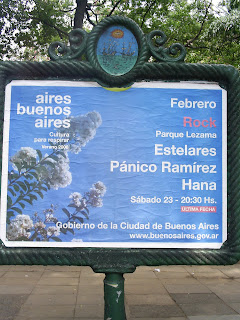 aires
buenos
aires
Cultura
para respirar
Verano 2008
Febrero
Rock
Parque Lezama
Estelares
Pánico Ramírez
Hana
Sábado 23 - 20:30 Hs.
ÚLTIMA FECHA
Gobierno de la Ciudad de Buenos Aires
www.buenosaires.gov.ar